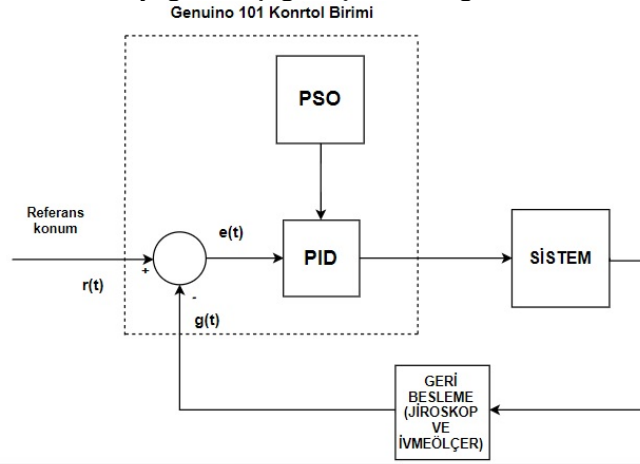 Genuino 101 Konrtol Birimi
PSO
Referans
konum
e(t)
PID
SİSTEM
+
r(t)
-
g(t)
GERİ
BESLEME
(JİROSKOP
VE
İVMEÖLÇER)